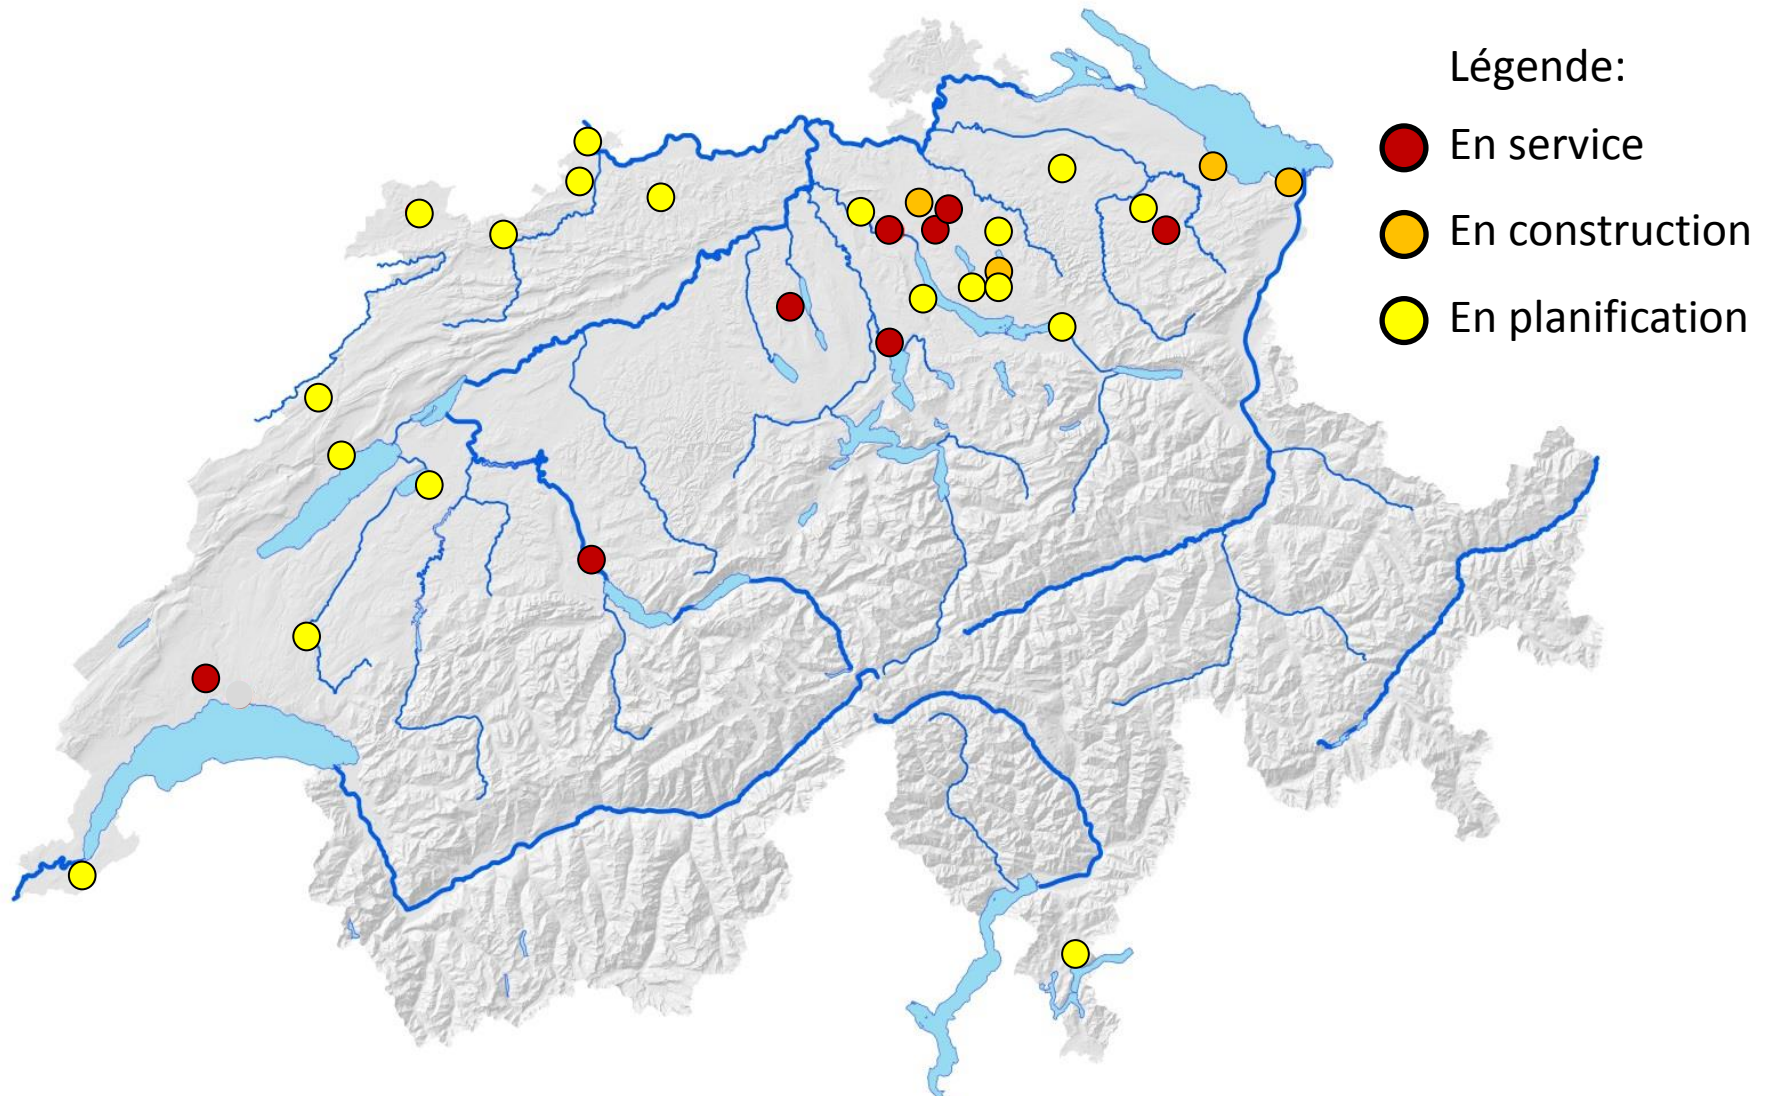 Légende:
En service
En construction
En planification